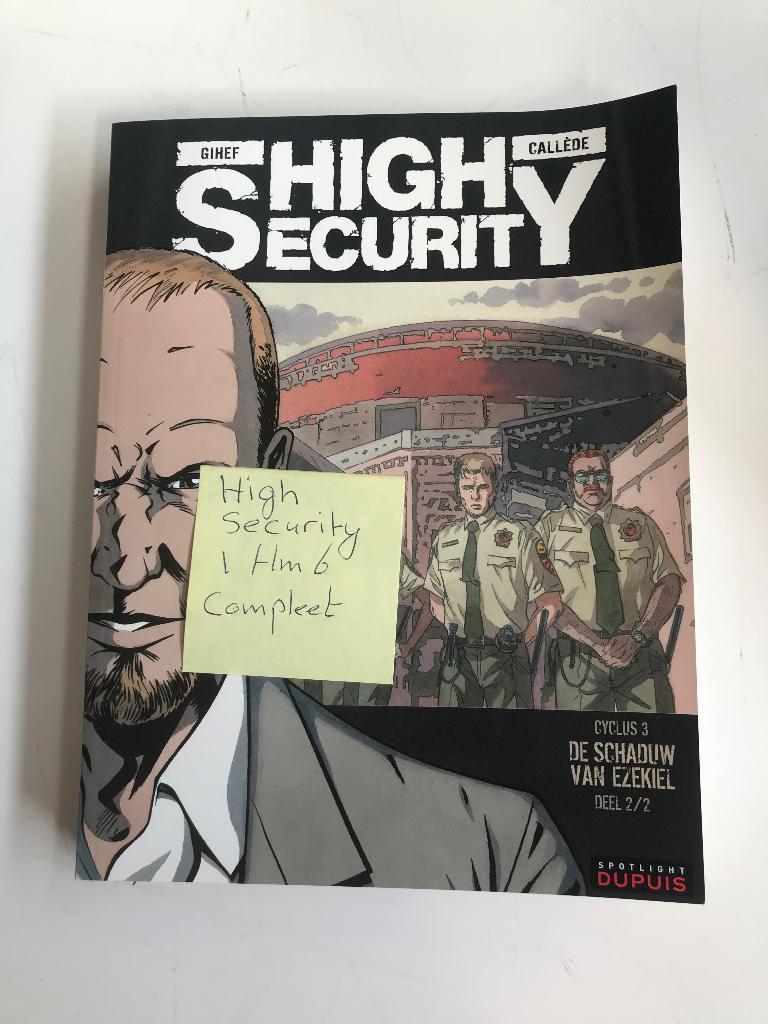 GIHEF
CALLÈDE
HIGH
SECURITY
High
Security
1 t/m 6
Compleet
CYCLUS 3
DE SCHADUW
VAN EZEKIEL
DEEL 2/2
SPOTLIGHT
DUPUIS